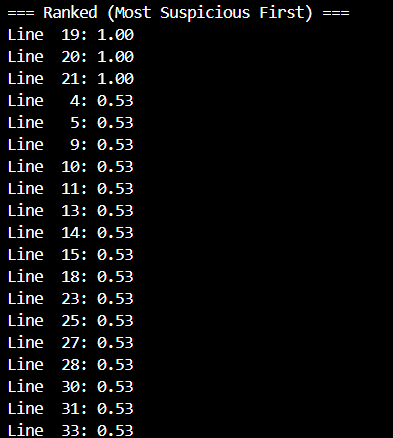 === Ranked (Most Suspicious First) ===
Line  19: 1.00
Line  20: 1.00
Line  21: 1.00
Line   4: 0.53
Line   5: 0.53
Line   9: 0.53
Line  10: 0.53
Line  11: 0.53
Line  13: 0.53
Line  14: 0.53
Line  15: 0.53
Line  18: 0.53
Line  23: 0.53
Line  25: 0.53
Line  27: 0.53
Line  28: 0.53
Line  30: 0.53
Line  31: 0.53
Line  33: 0.53